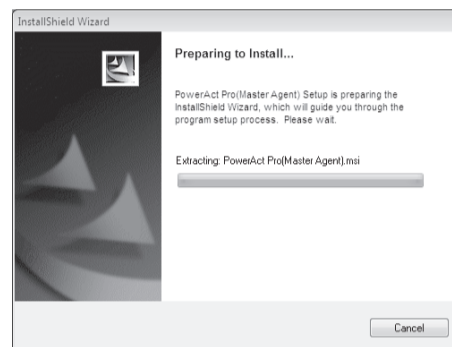 InstallShield Wizard
Preparing to Install...
PowerAct Pro(Master Agent) Setup is preparing the
InstallShield Wizard, which will guide you through the
program setup process. Please wait.
Extracting: PowerAct Pro(Master Agent).msi
Cancel